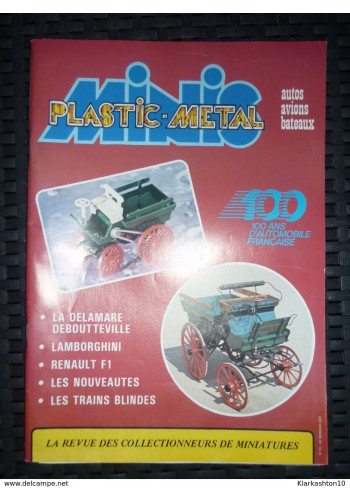 MINIS
PLASTIC-METAL
autos
avions
bateaux
100
100 ANS
D'AUTOMOBILE
FRANÇAISE
• LA DELAMARE-
DEBOUTTEVILLE
• LAMBORGHINI
• RENAULT F1
• LES NOUVEAUTES
• LES TRAINS BLINDES
LA REVUE DES COLLECTIONNEURS DE MINIATURES
www.delcampe.net
Klarkashton10